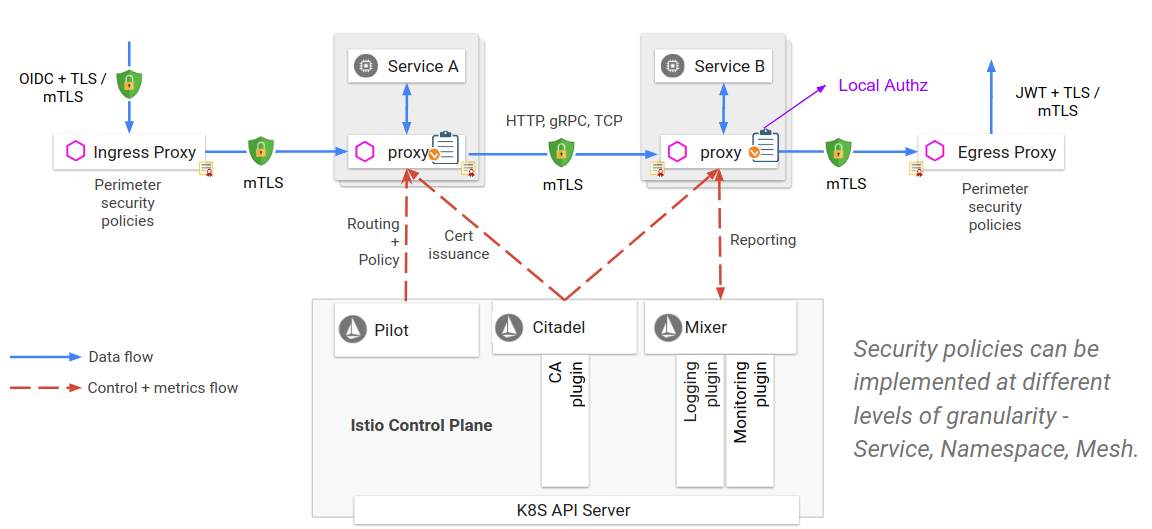 OIDC + TLS /
mTLS
Service A
Service B
Local Authz
JWT + TLS /
mTLS
HTTP, gRPC, TCP
Ingress Proxy
proxy
proxy
Egress Proxy
mTLS
mTLS
mTLS
Perimeter
security
policies
Perimeter
security
policies
Routing
+
Policy
Cert
issuance
Reporting
Pilot
Citadel
Mixer
CA
plugin
Logging
plugin
Monitoring
plugin
Data flow
Control + metrics flow
Istio Control Plane
K8S API Server
Security policies can be
implemented at different
levels of granularity -
Service, Namespace, Mesh.